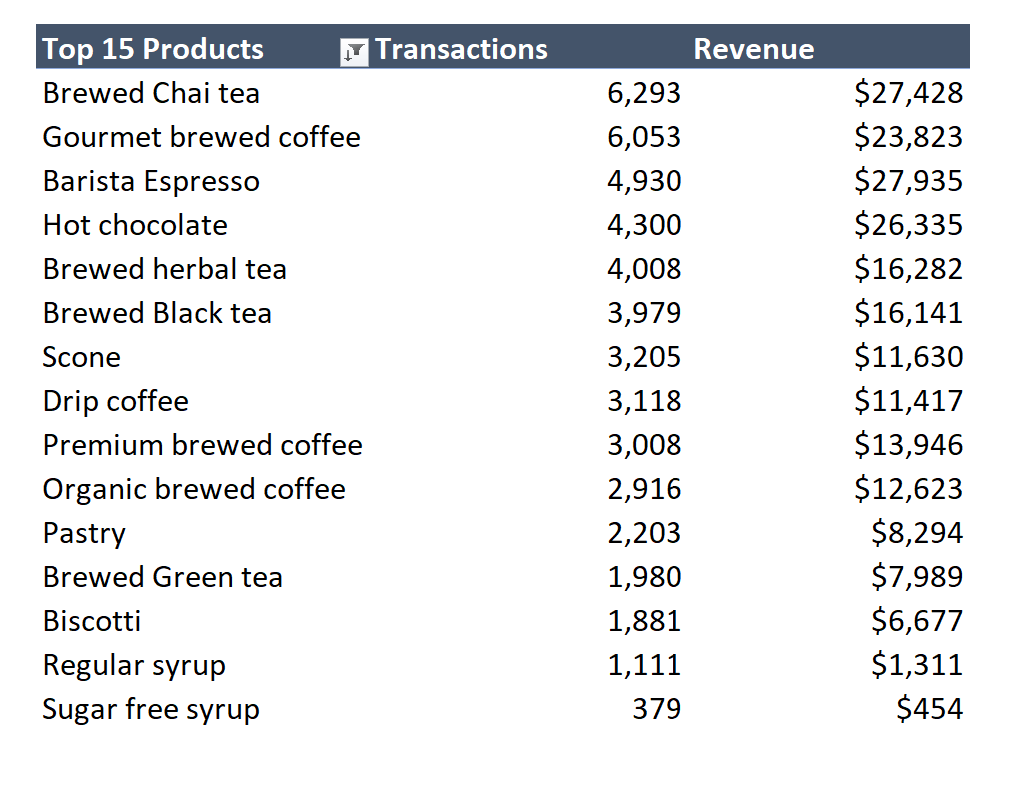 Top 15 Products Transactions Revenue
Brewed Chai tea 6,293 $27,428
Gourmet brewed coffee 6,053 $23,823
Barista Espresso 4,930 $27,935
Hot chocolate 4,300 $26,335
Brewed herbal tea 4,008 $16,282
Brewed Black tea 3,979 $16,141
Scone 3,205 $11,630
Drip coffee 3,118 $11,417
Premium brewed coffee 3,008 $13,946
Organic brewed coffee 2,916 $12,623
Pastry 2,203 $8,294
Brewed Green tea 1,980 $7,989
Biscotti 1,881 $6,677
Regular syrup 1,111 $1,311
Sugar free syrup 379 $454